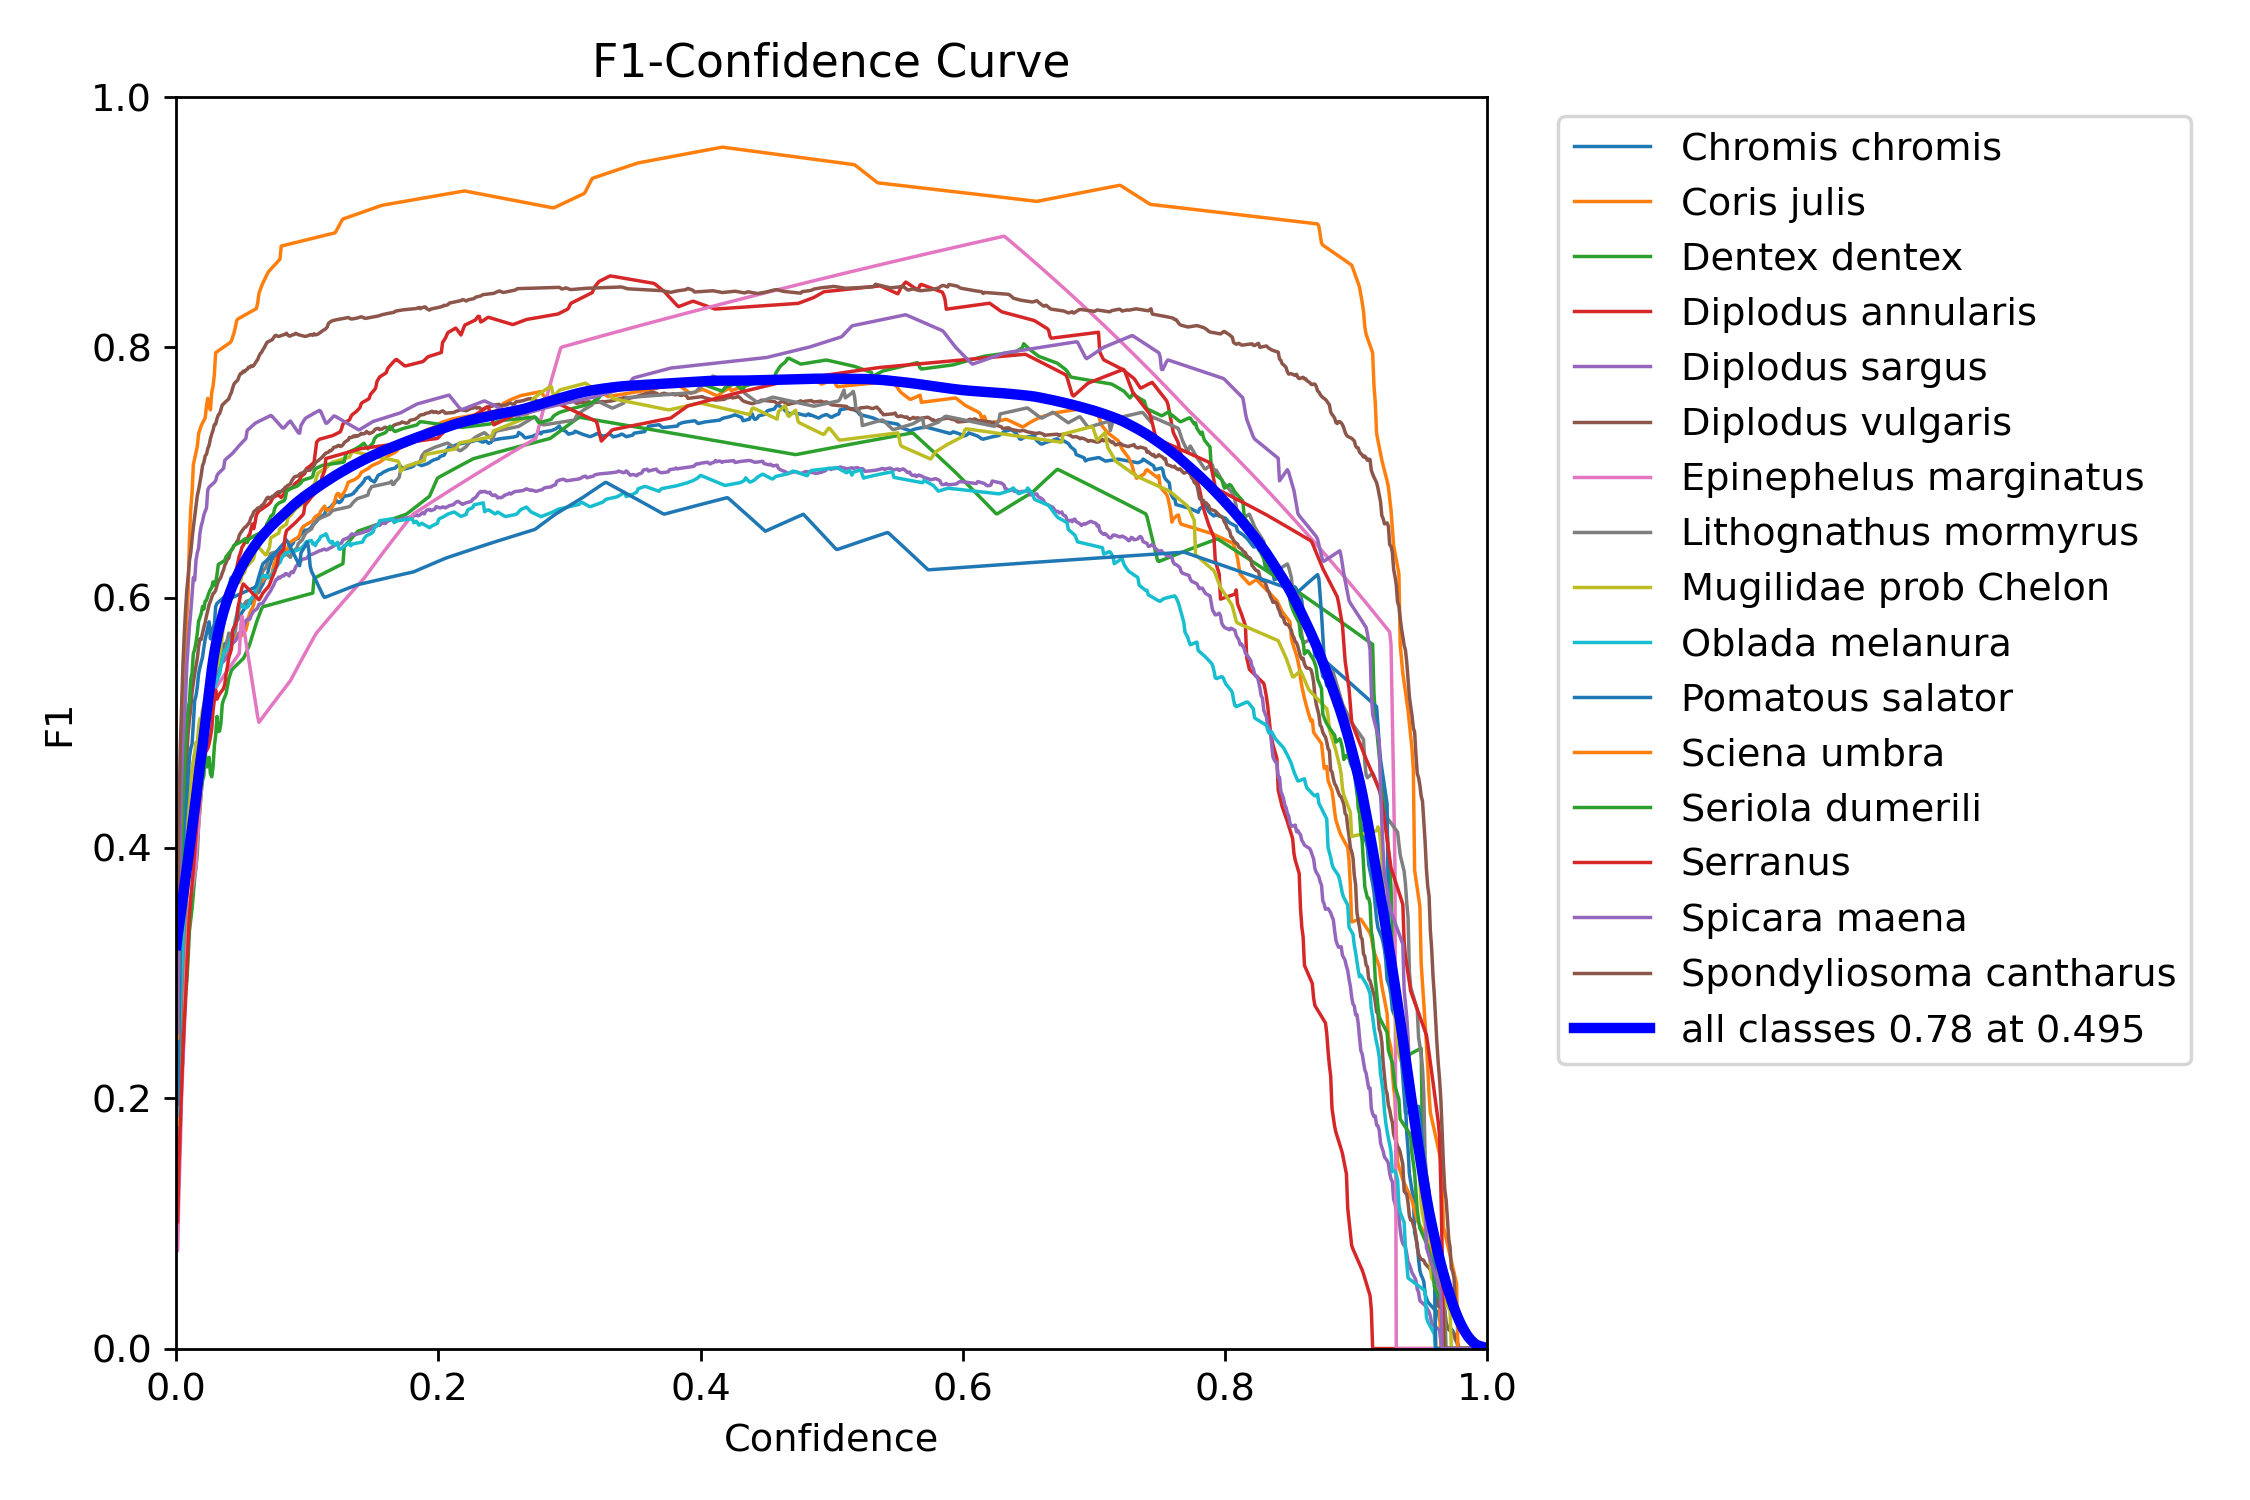 F1-Confidence Curve
1.0
0.8
0.6
0.4
0.2
0.0
F1
0.0 0.2 0.4 0.6 0.8 1.0
Confidence
Chromis chromis
Coris julis
Dentex dentex
Diplodus annularis
Diplodus sargus
Diplodus vulgaris
Epinephelus marginatus
Lithognathus mormyrus
Mugilidae prob Chelon
Oblada melanura
Pomatous salator
Sciena umbra
Seriola dumerili
Serranus
Spicara maena
Spondyliosoma cantharus
all classes 0.78 at 0.495